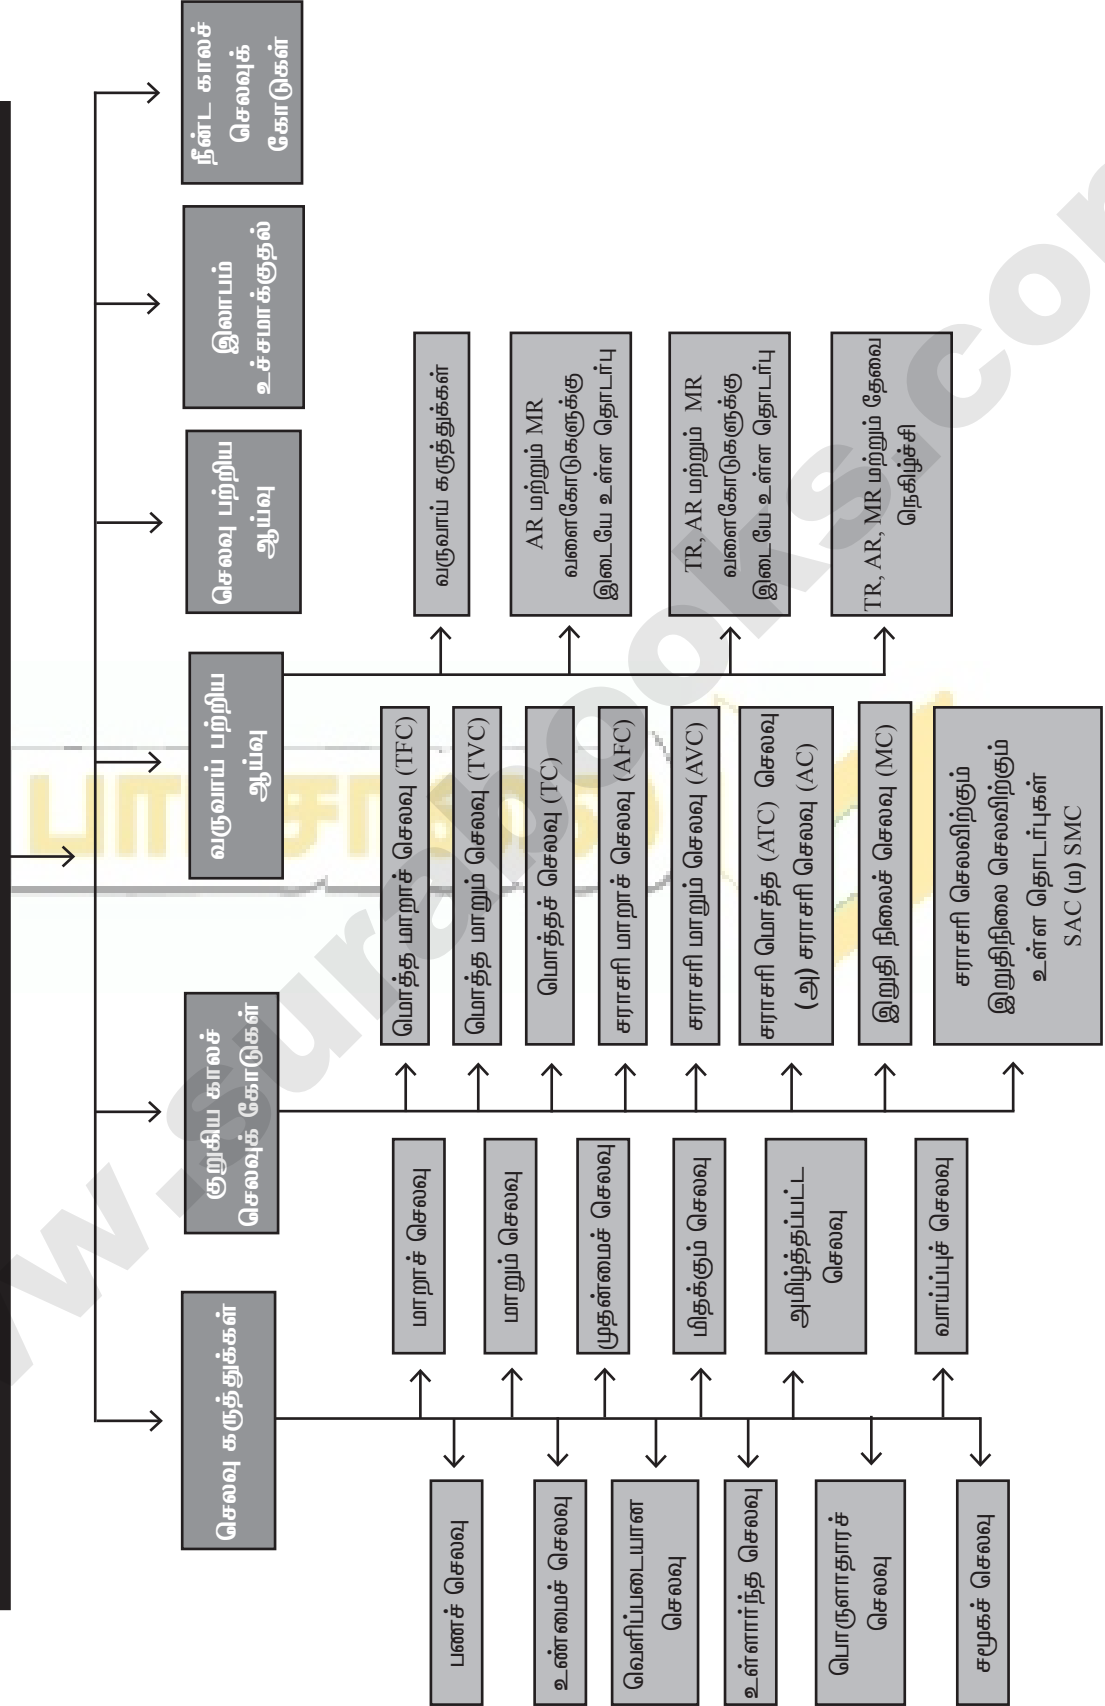 செலவு கருத்துக்கள்
குறுகிய காலச்
செலவுக் கோடுகள்
வருவாய் பற்றிய
ஆய்வு
செலவு பற்றிய
ஆய்வு
இலாபம்
உச்சமாக்குதல்
நீண்ட காலச்
செலவுக்
கோடுகள்
பணச் செலவு
உண்மைச் செலவு
வெளிப்படையான
செலவு
உள்ளார்ந்த செலவு
பொருளாதாரச்
செலவு
சமூகச் செலவு
மாறாச் செலவு
மாறும் செலவு
முதன்மைச் செலவு
மிதக்கும் செலவு
அமிழ்த்தப்பட்ட
செலவு
வாய்ப்புச் செலவு
மொத்த மாறாச் செலவு (TFC)
மொத்த மாறும் செலவு (TVC)
மொத்தச் செலவு (TC)
சராசரி மாறாச் செலவு (AFC)
சராசரி மாறும் செலவு (AVC)
சராசரி மொத்த (ATC) செலவு
(அ) சராசரி செலவு (AC)
இறுதி நிலைச் செலவு (MC)
சராசரி செலவிற்கும்
இறுதிநிலை செலவிற்கும்
உள்ள தொடர்புகள்
SAC (ம) SMC
வருவாய் கருத்துக்கள்
AR மற்றும் MR
வளைகோடுகளுக்கு
இடையே உள்ள தொடர்பு
TR, AR மற்றும் MR
வளைகோடுகளுக்கு
இடையே உள்ள தொடர்பு
TR, AR, MR மற்றும் தேவை
நெகிழ்ச்சி
www.surabooks.com